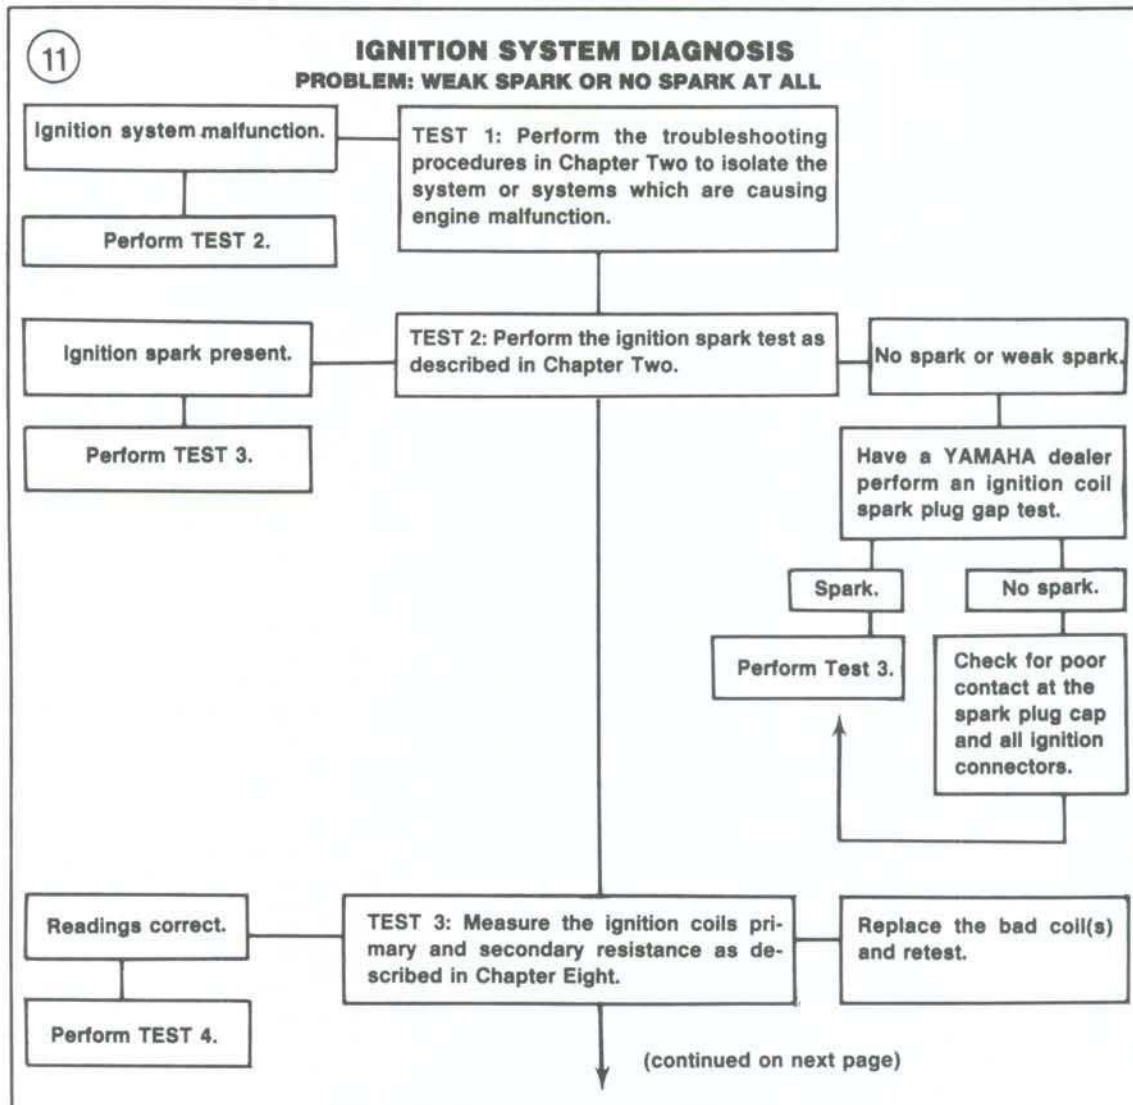 11
IGNITION SYSTEM DIAGNOSIS
PROBLEM: WEAK SPARK OR NO SPARK AT ALL
Ignition system malfunction.
Perform TEST 2.
TEST 1: Perform the troubleshooting
procedures in Chapter Two to isolate the
system or systems which are causing
engine malfunction.
Ignition spark present.
Perform TEST 3.
TEST 2: Perform the ignition spark test as
described in Chapter Two.
No spark or weak spark.
Have a YAMAHA dealer
perform an ignition coil
spark plug gap test.
Spark.
Perform Test 3.
No spark.
Check for poor
contact at the
spark plug cap
and all ignition
connectors.
Readings correct.
Perform TEST 4.
TEST 3: Measure the ignition coils pri-
mary and secondary resistance as de-
scribed in Chapter Eight.
Replace the bad coil(s)
and retest.
(continued on next page)